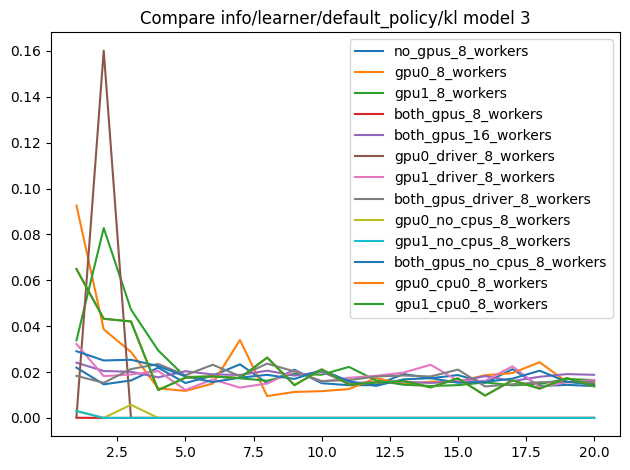 Compare info/learner/default_policy/kl model 3
0.16
0.14
0.12
0.10
0.08
0.06
0.04
0.02
0.00
no_gpus_8_workers
gpu0_8_workers
gpu1_8_workers
both_gpus_8_workers
both_gpus_16_workers
gpu0_driver_8_workers
gpu1_driver_8_workers
both_gpus_driver_8_workers
gpu0_no_cpus_8_workers
gpu1_no_cpus_8_workers
both_gpus_no_cpus_8_workers
gpu0_cpu0_8_workers
gpu1_cpu0_8_workers
2.5 5.0 7.5 10.0 12.5 15.0 17.5 20.0